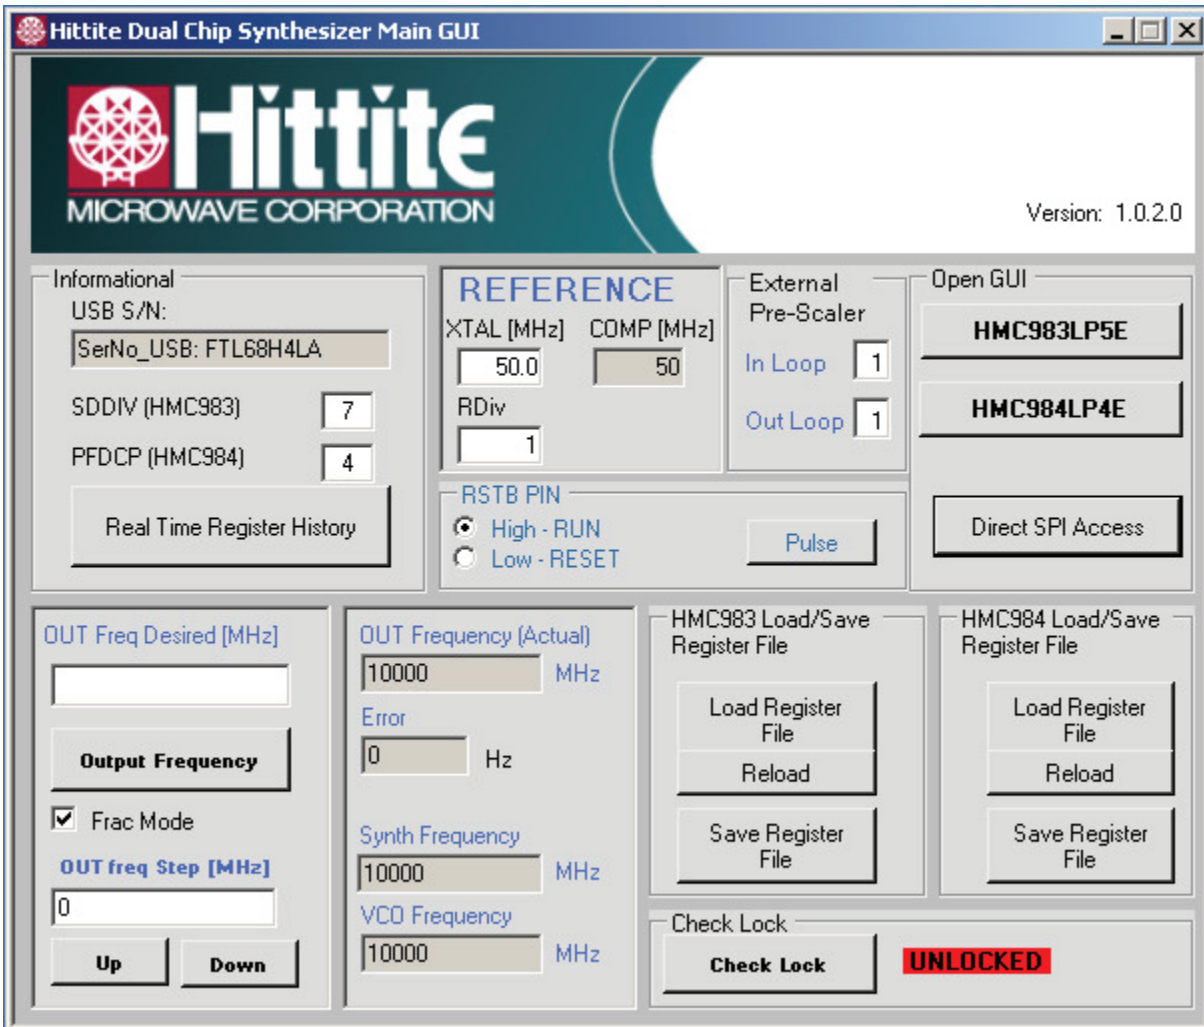 Hittite Dual Chip Synthesizer Main GUI
Hittite
MICROWAVE CORPORATION
Version: 1.0.2.0
Informational
USB S/N:
SerNo_USB: FTL68H4LA
SDDIV (HMC983)
7
PFDCP (HMC984)
4
Real Time Register History
REFERENCE
XTAL [MHz]
COMP [MHz]
50.0
50
RDiv
1
External
Pre-Scaler
In Loop
1
Out Loop
1
Open GUI
HMC983LP5E
HMC984LP4E
Direct SPI Access
RSTB PIN
High - RUN
Low - RESET
Pulse
OUT Freq Desired [MHz]
Output Frequency
Frac Mode
OUT freq Step [MHz]
0
Up
Down
OUT Frequency (Actual)
10000 MHz
Error
0 Hz
Synth Frequency
10000 MHz
VCO Frequency
10000 MHz
HMC983 Load/Save
Register File
Load Register
File
Reload
Save Register
File
HMC984 Load/Save
Register File
Load Register
File
Reload
Save Register
File
Check Lock
Check Lock
UNLOCKED